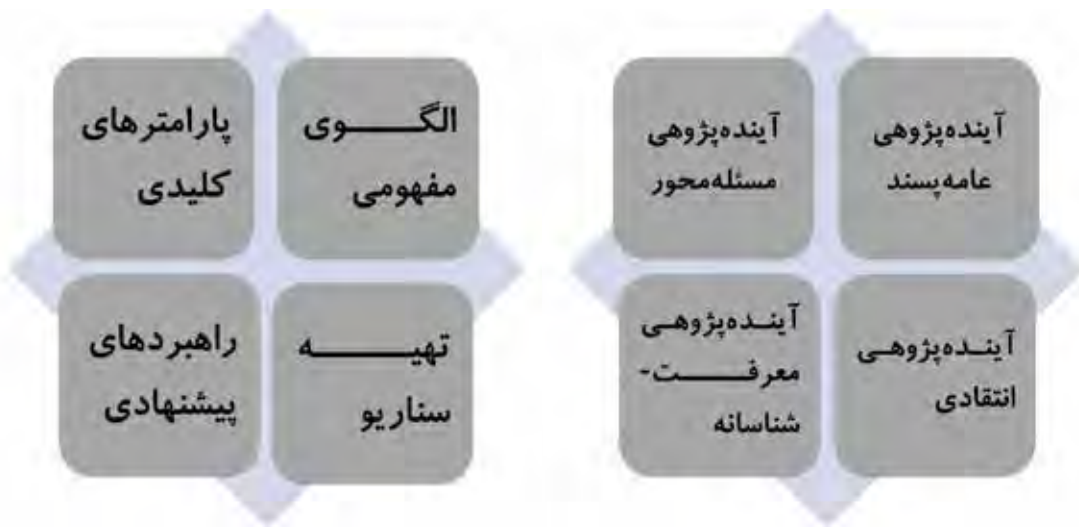 آینده‌پژوهی
عامه‌پسند
آینده‌پژوهی
مسئله‌محور
آینده‌پژوهی
انتقادی
آینده‌پژوهی
معرفت-
شناسانه
الگوی
مفهومی
پارامترهای
کلیدی
تهیه
سناریو
راهبردهای
پیشنهادی